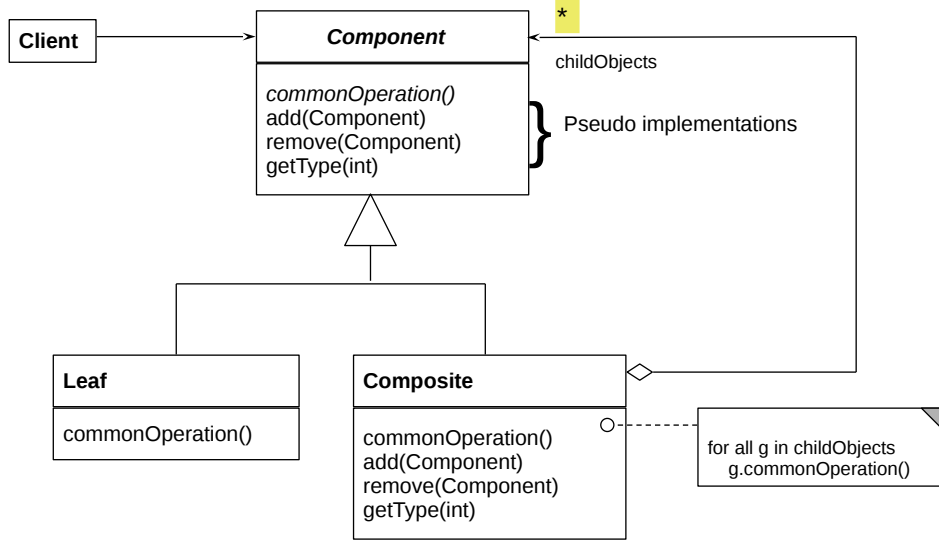 Client
Component
*
childObjects
commonOperation()
add(Component)
remove(Component)
getType(int)
}
Pseudo implementations
Leaf
commonOperation()
Composite
commonOperation()
add(Component)
remove(Component)
getType(int)
for all g in childObjects
g.commonOperation()